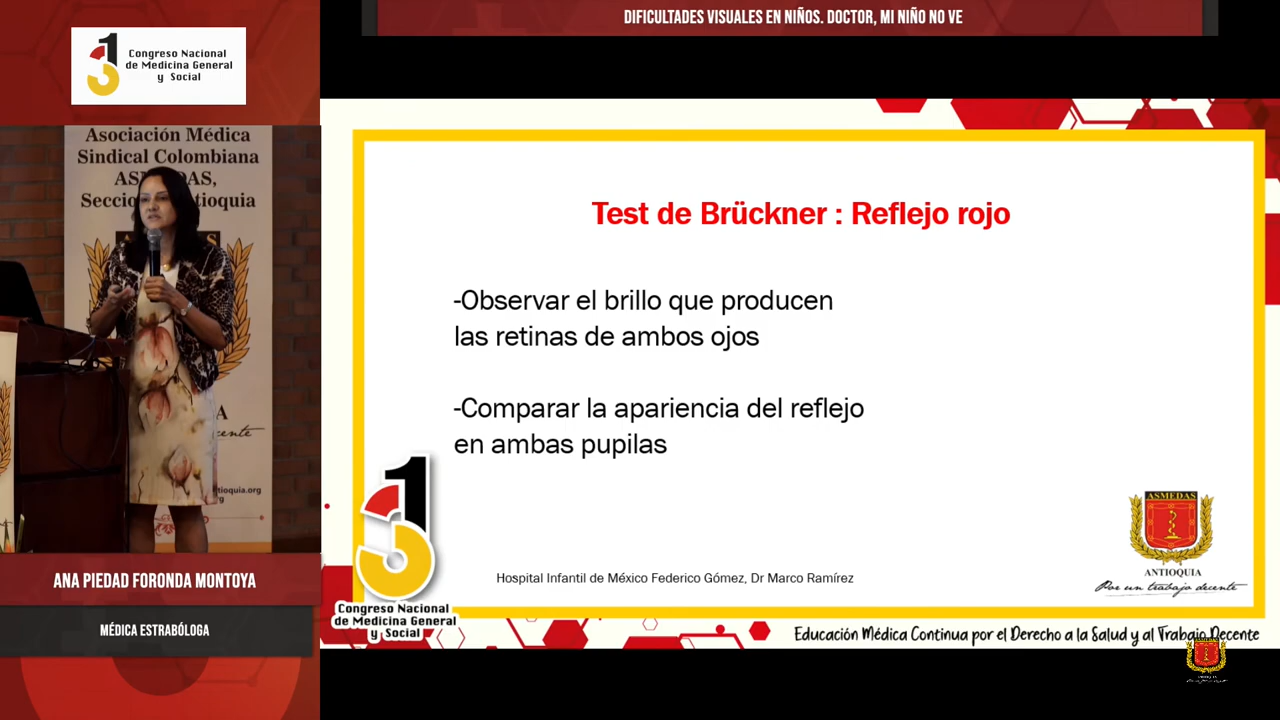 DIFICULTADES VISUALES EN NIÑOS. DOCTOR, MI NIÑO NO VE
Congreso Nacional
de Medicina General
y Social
Asociación Médica
Sindical Colombiana
Antioquia
ANA PIEDAD FORONDA MONTOYA
MÉDICA ESTRABÓLOGA
Test de Brückner : Reflejo rojo
-Observar el brillo que producen
las retinas de ambos ojos
-Comparar la apariencia del reflejo
en ambas pupilas
Hospital Infantil de México Federico Gómez, Dr Marco Ramírez
ASMEDAS
ANTIOQUIA
Por un trabajo decente
13
Congreso Nacional
de Medicina General
y Social
Educación Médica Continua por el Derecho a la Salud y al Trabajo Decente